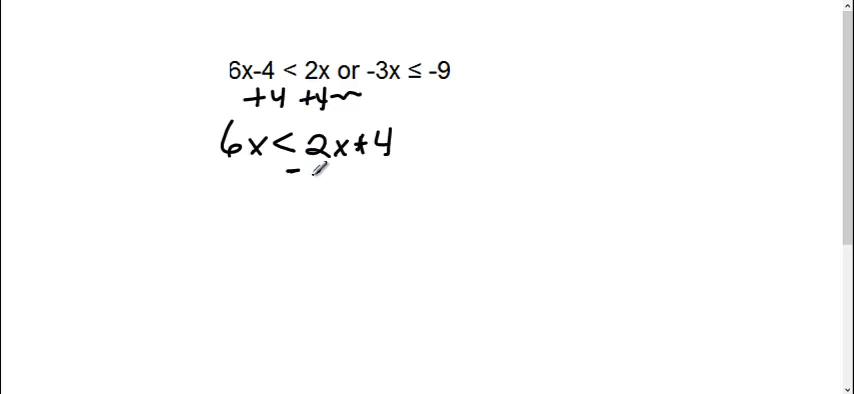 6x-4 < 2x or -3x ≤ -9
+4 +4
6x < 2x+4
-